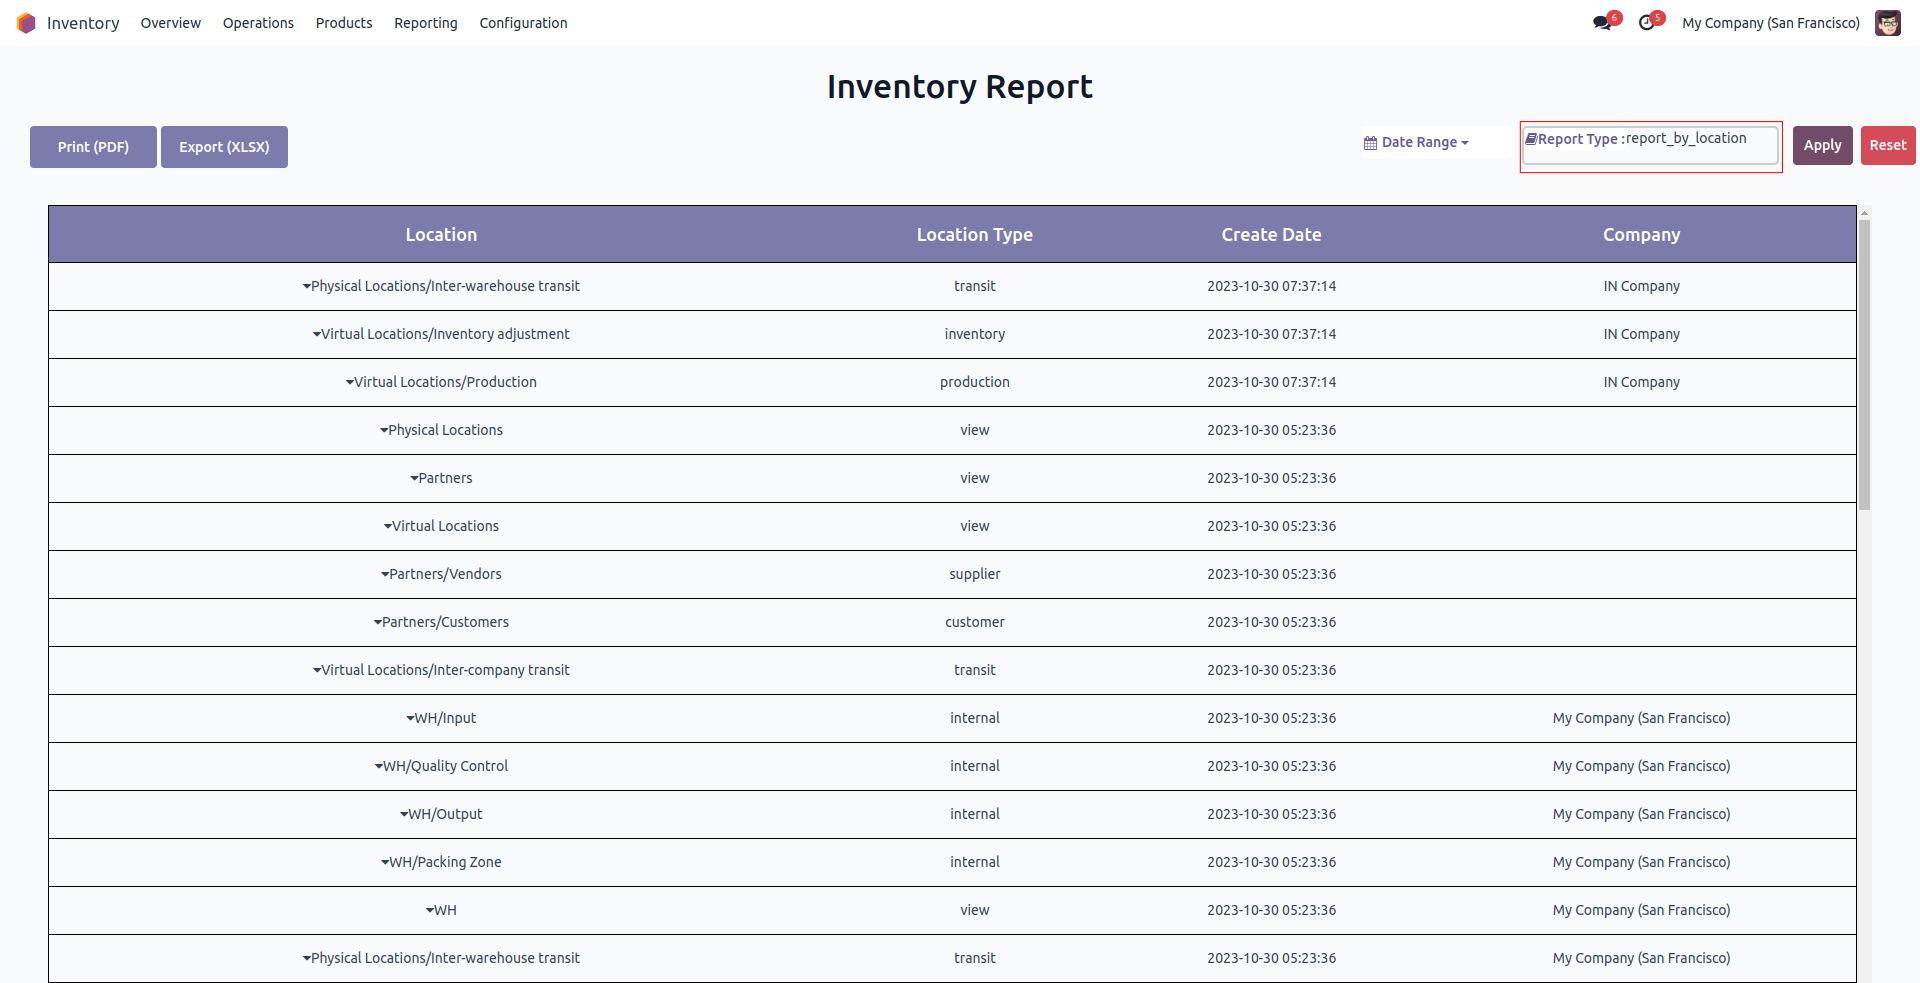 Inventory Overview Operations Products Reporting Configuration 6 5 My Company (San Francisco)
Inventory Report
Print (PDF) Export (XLSX) Date Range Report Type : report_by_location Apply Reset
Location Location Type Create Date Company
Physical Locations/Inter-warehouse transit transit 2023-10-30 07:37:14 IN Company
Virtual Locations/Inventory adjustment inventory 2023-10-30 07:37:14 IN Company
Virtual Locations/Production production 2023-10-30 07:37:14 IN Company
Physical Locations view 2023-10-30 05:23:36
Partners view 2023-10-30 05:23:36
Virtual Locations view 2023-10-30 05:23:36
Partners/Vendors supplier 2023-10-30 05:23:36
Partners/Customers customer 2023-10-30 05:23:36
Virtual Locations/Inter-company transit transit 2023-10-30 05:23:36
WH/Input internal 2023-10-30 05:23:36 My Company (San Francisco)
WH/Quality Control internal 2023-10-30 05:23:36 My Company (San Francisco)
WH/Output internal 2023-10-30 05:23:36 My Company (San Francisco)
WH/Packing Zone internal 2023-10-30 05:23:36 My Company (San Francisco)
WH view 2023-10-30 05:23:36 My Company (San Francisco)
Physical Locations/Inter-warehouse transit transit 2023-10-30 05:23:36 My Company (San Francisco)